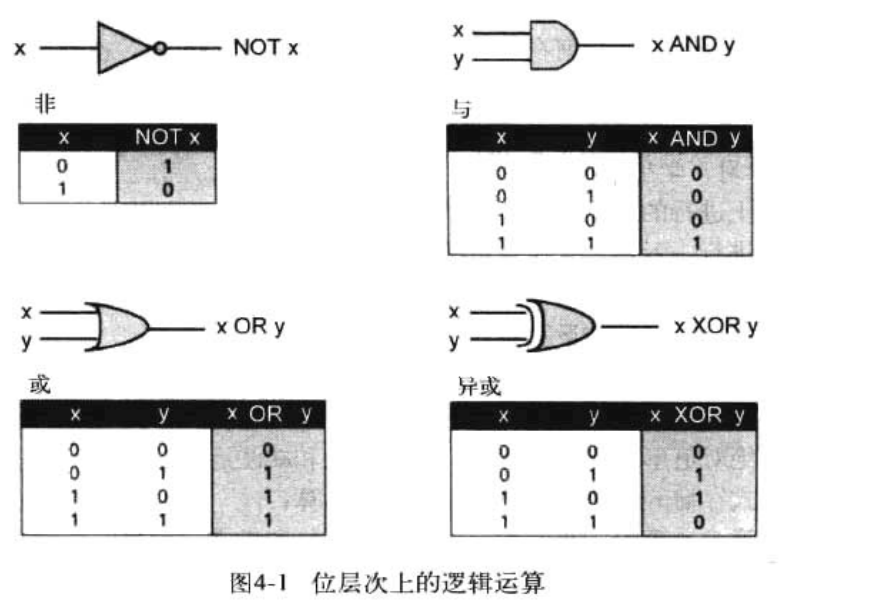 x NOT x
非
x NOT x
0 1
1 0
x
y
x AND y
与
x y x AND y
0 0 0
0 1 0
1 0 0
1 1 1
x
y
x OR y
或
x y x OR y
0 0 0
0 1 1
1 0 1
1 1 1
x
y
x XOR y
异或
x y x XOR y
0 0 0
0 1 1
1 0 1
1 1 0
图4-1 位层次上的逻辑运算